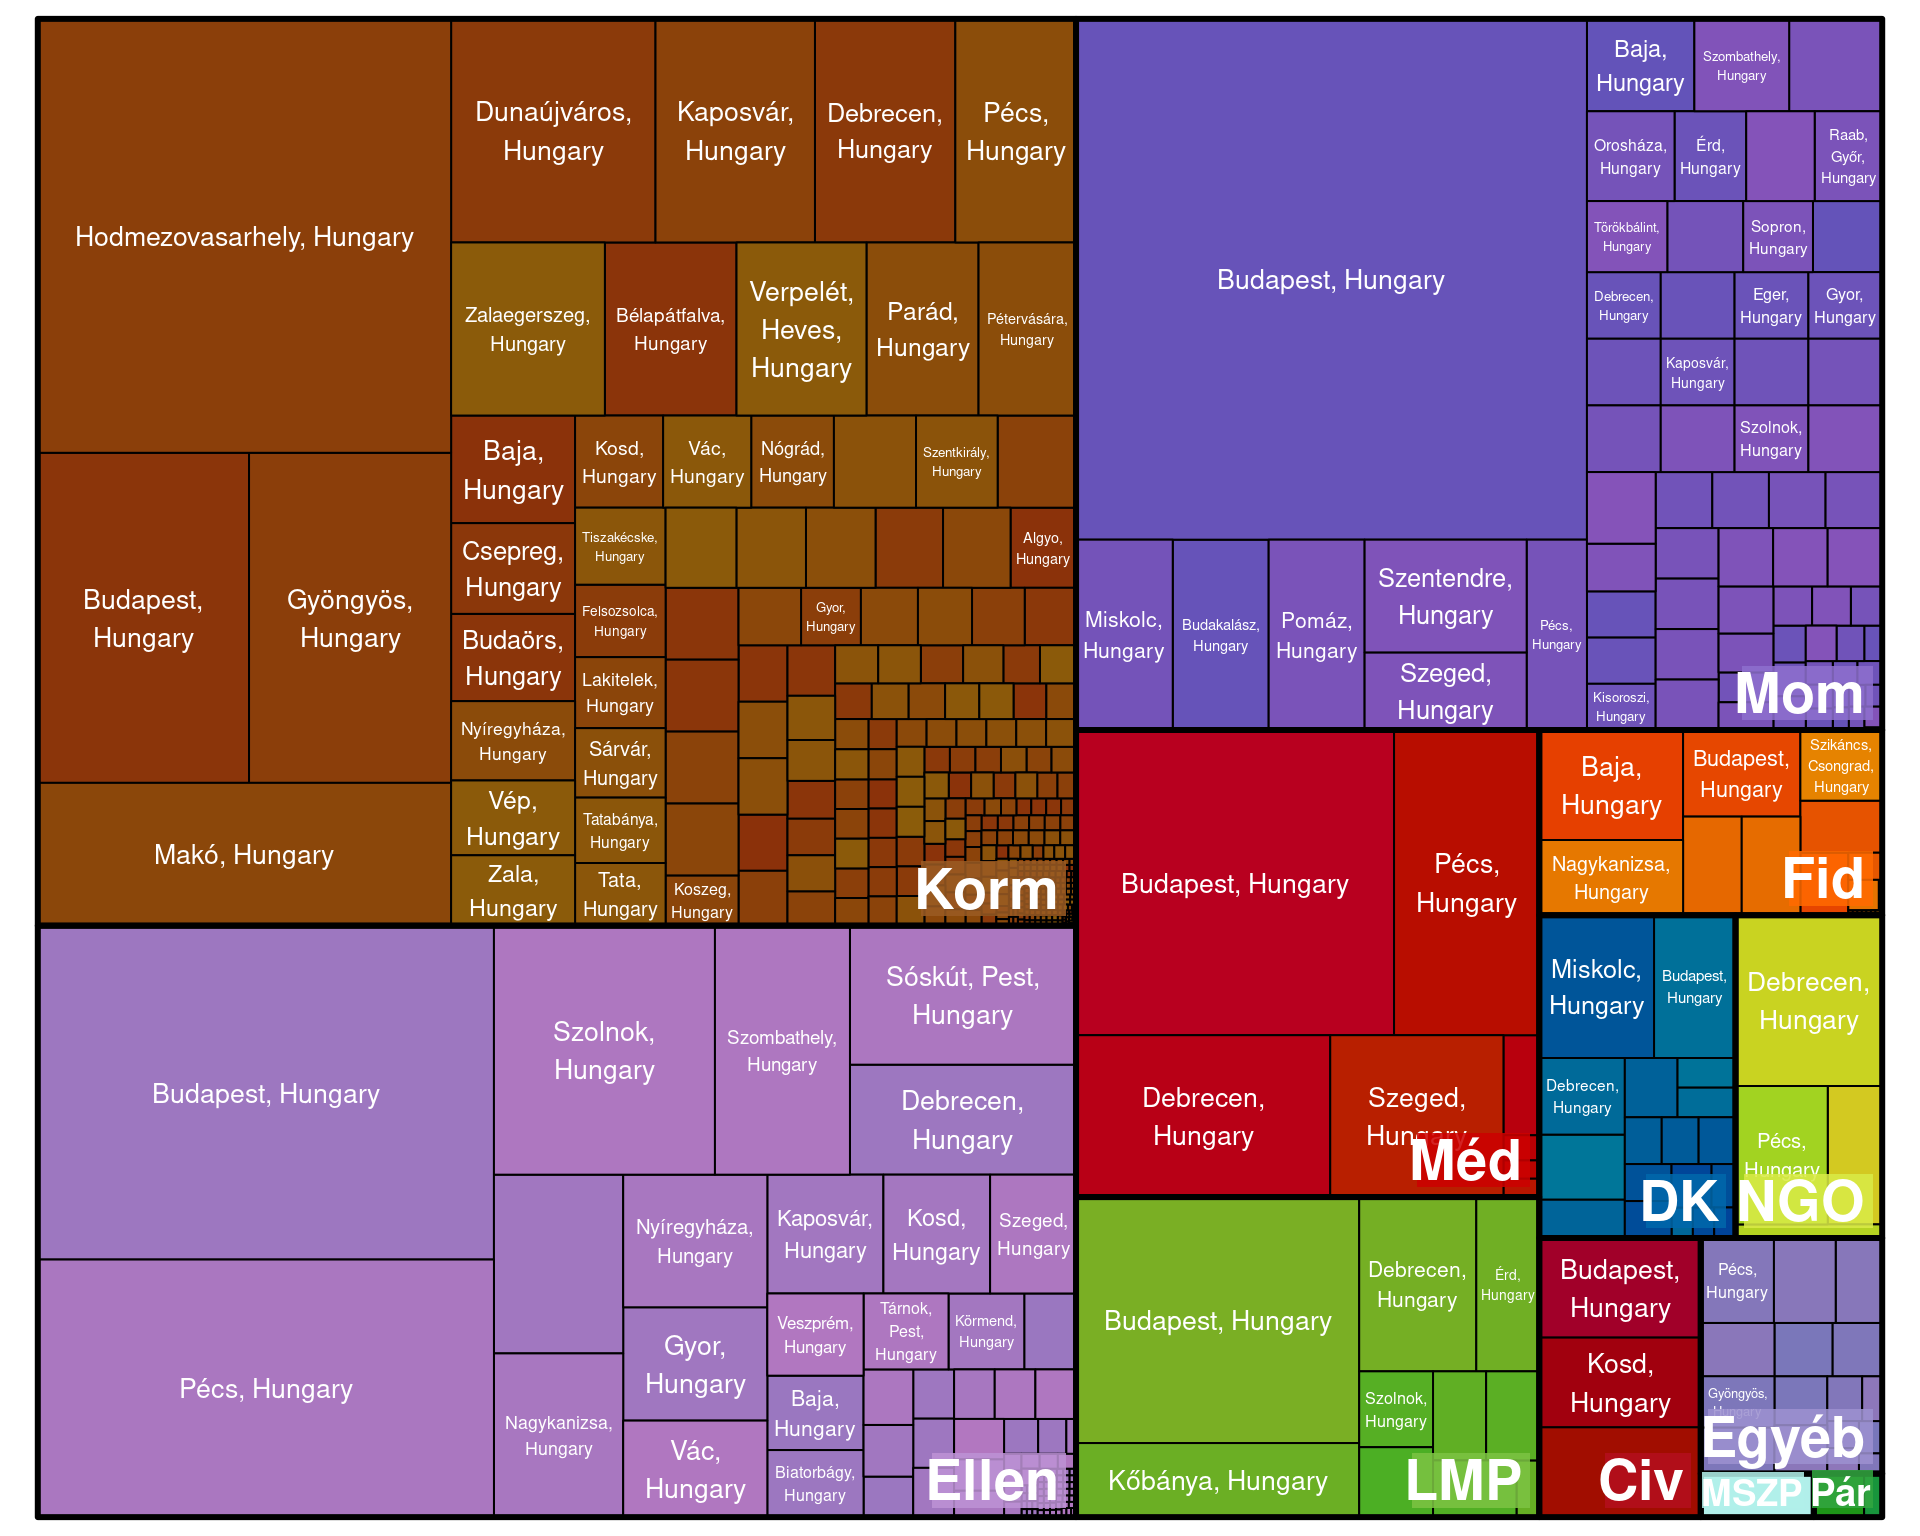 Hodmezovasarhely, Hungary
Budapest,
Hungary
Gyöngyös,
Hungary
Makó, Hungary
Dunaújváros,
Hungary
Kaposvár,
Hungary
Debrecen,
Hungary
Pécs,
Hungary
Zalaegerszeg,
Hungary
Bélapátfalva,
Hungary
Verpelét,
Heves,
Hungary
Parád,
Hungary
Pétervására,
Hungary
Baja,
Hungary
Csepreg,
Hungary
Budaörs,
Hungary
Nyíregyháza,
Hungary
Vép,
Hungary
Zala,
Hungary
Kosd,
Hungary
Vác,
Hungary
Nógrád,
Hungary
Szentkirály,
Hungary
Tiszakécske,
Hungary
Algyo,
Hungary
Felsozsolca,
Hungary
Gyor,
Hungary
Lakitelek,
Hungary
Sárvár,
Hungary
Tatabánya,
Hungary
Tata,
Hungary
Koszeg,
Hungary
Korm
Budapest, Hungary
Pécs, Hungary
Szolnok,
Hungary
Szombathely,
Hungary
Sóskút, Pest,
Hungary
Debrecen,
Hungary
Nyíregyháza,
Hungary
Kaposvár,
Hungary
Kosd,
Hungary
Szeged,
Hungary
Gyor,
Hungary
Veszprém,
Hungary
Tárnok,
Pest,
Hungary
Körmend,
Hungary
Nagykanizsa,
Hungary
Vác,
Hungary
Baja,
Hungary
Biatorbágy,
Hungary
Ellen
Budapest, Hungary
Miskolc,
Hungary
Budakalász,
Hungary
Pomáz,
Hungary
Szentendre,
Hungary
Szeged,
Hungary
Pécs,
Hungary
Baja,
Hungary
Szombathely,
Hungary
Orosháza,
Hungary
Érd,
Hungary
Raab,
Győr,
Hungary
Törökbálint,
Hungary
Sopron,
Hungary
Debrecen,
Hungary
Eger,
Hungary
Gyor,
Hungary
Kaposvár,
Hungary
Szolnok,
Hungary
Kisoroszi,
Hungary
Mom
Budapest, Hungary
Pécs,
Hungary
Debrecen,
Hungary
Szeged,
Hungary
Méd
Budapest, Hungary
Kőbánya, Hungary
Debrecen,
Hungary
Érd,
Hungary
Szolnok,
Hungary
LMP
Baja,
Hungary
Budapest,
Hungary
Szikáncs,
Csongrad,
Hungary
Nagykanizsa,
Hungary
Fid
Miskolc,
Hungary
Budapest,
Hungary
Debrecen,
Hungary
DK
Debrecen,
Hungary
Pécs,
Hungary
NGO
Budapest,
Hungary
Kosd,
Hungary
Civ
Pécs,
Hungary
Gyöngyös,
Hungary
Egyéb
MSZP
Pár